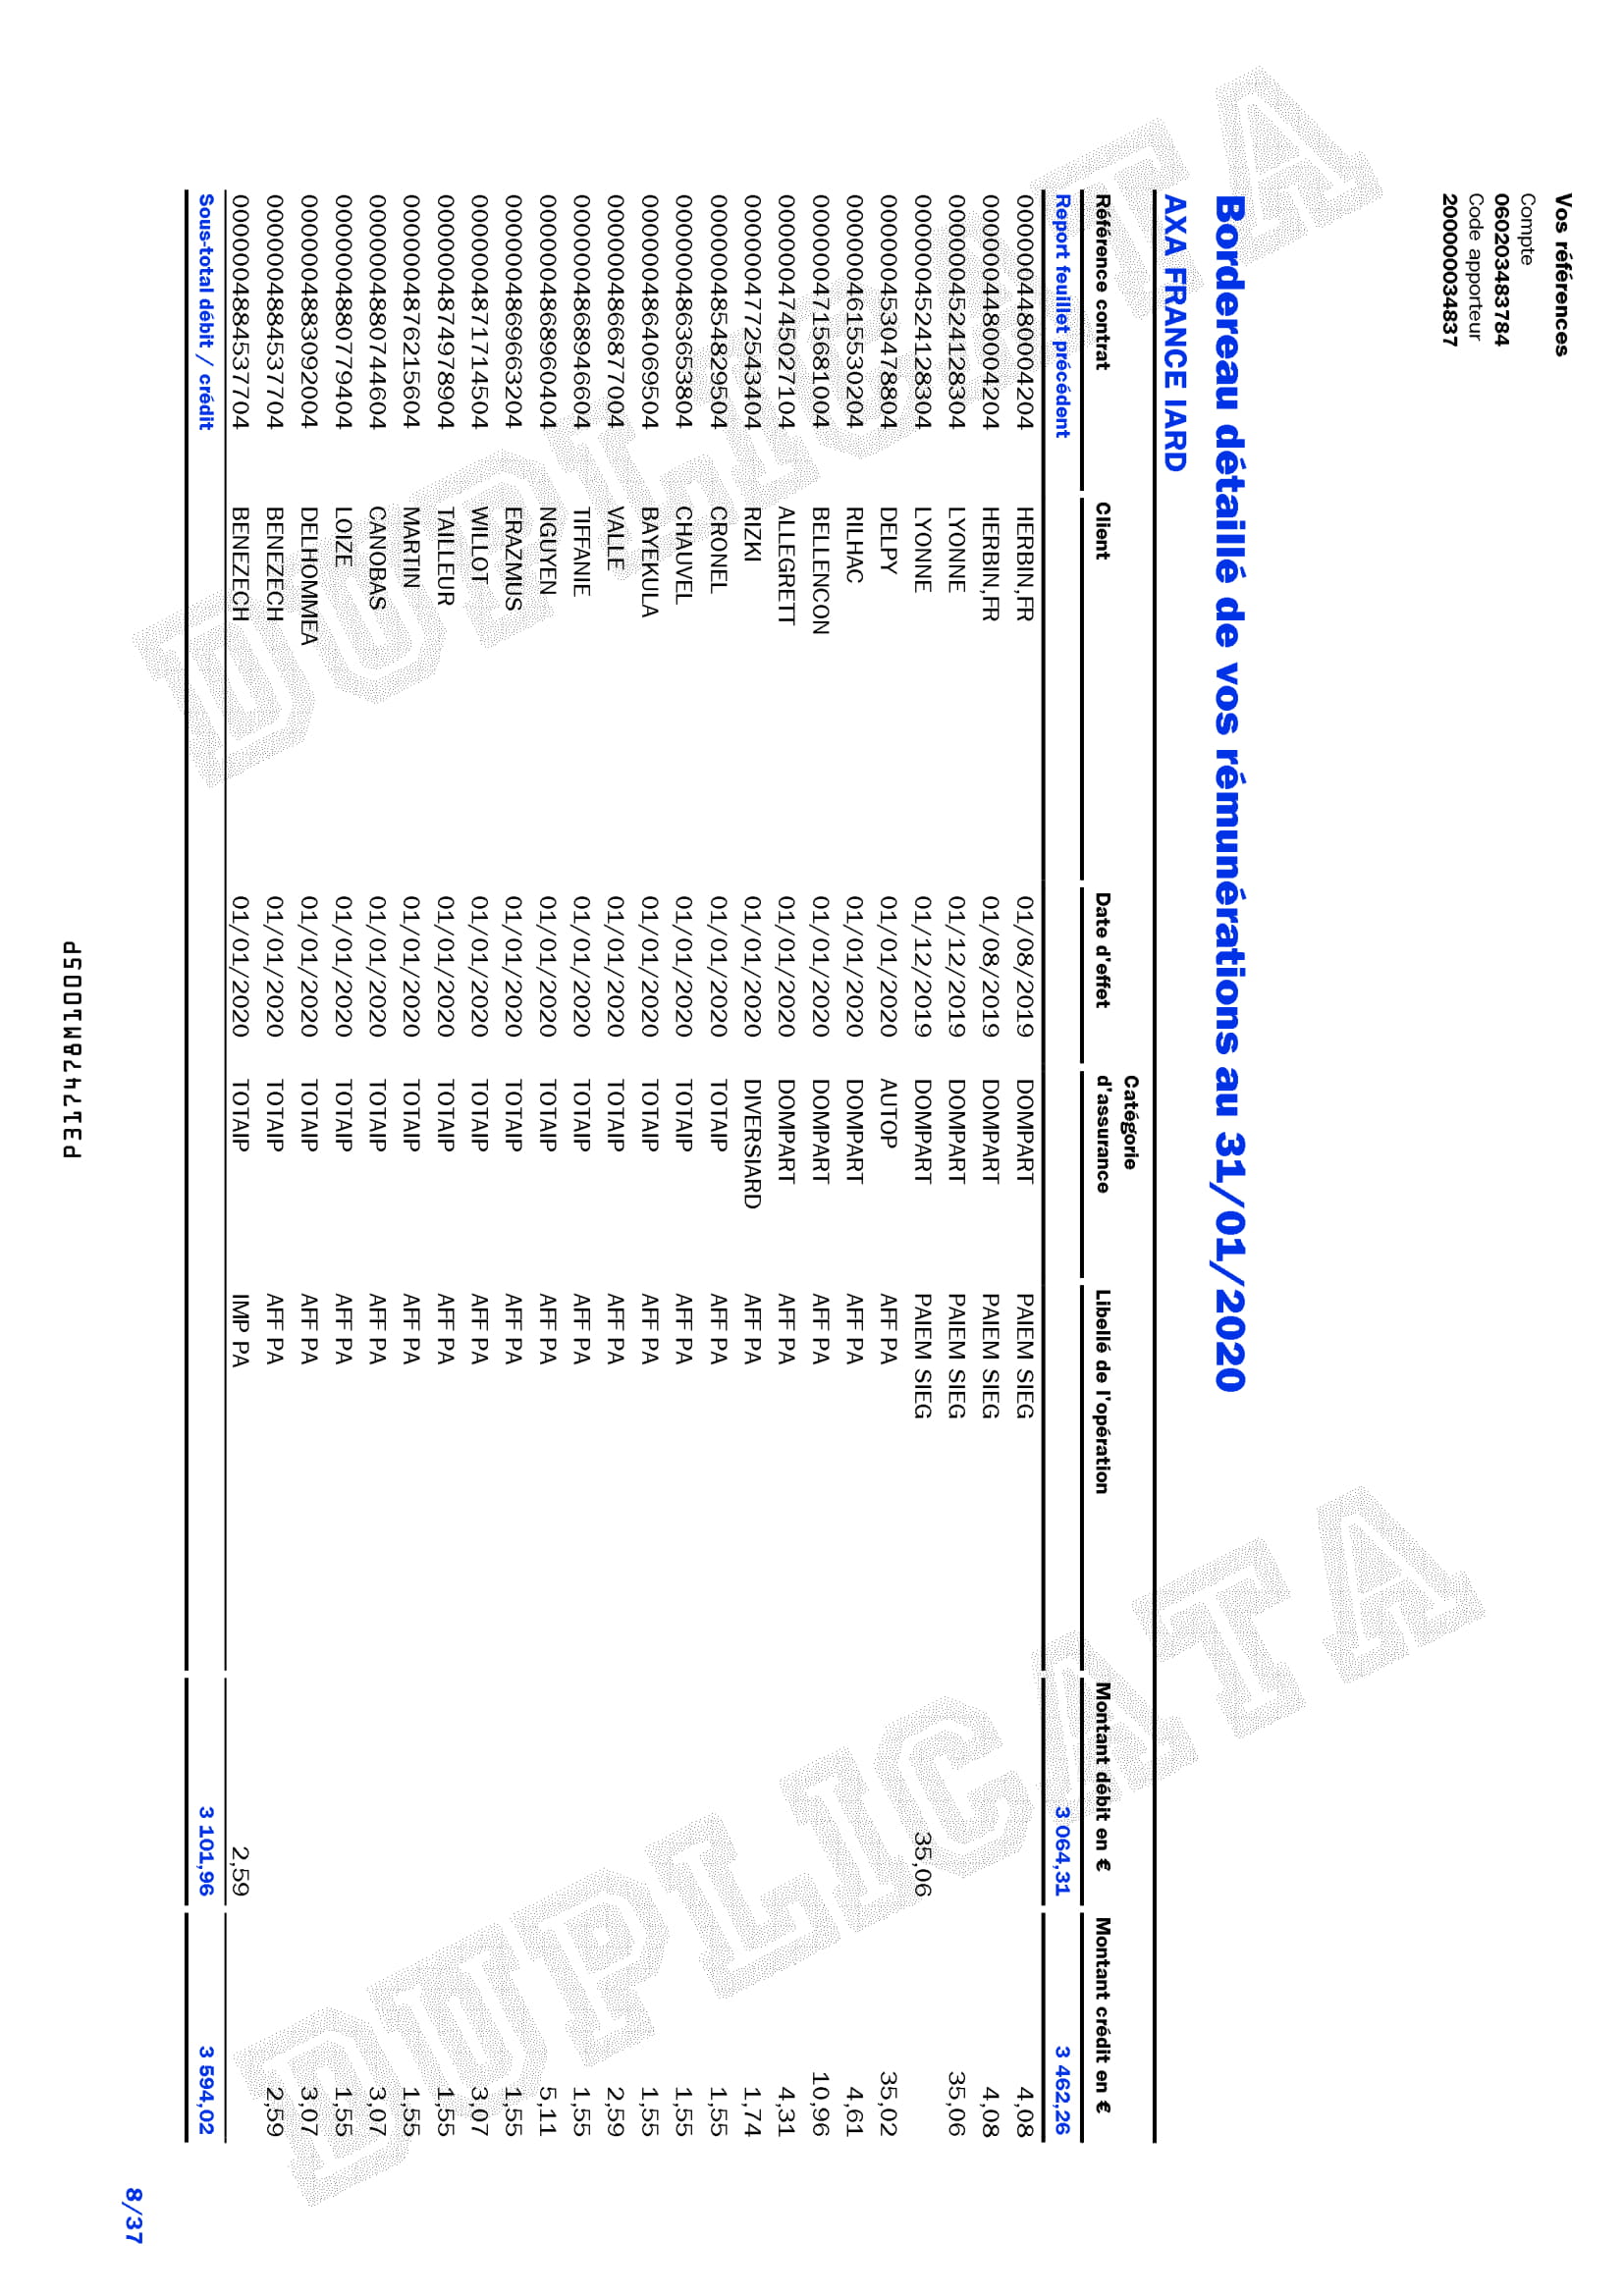 Vos références
Compte
060203483784
Code apporteur
20000034837
Bordereau détaillé de vos rémunérations au 31/01/2020
AXA FRANCE IARD
Référence contrat Client Date d'effet Catégorie d'assurance Libellé de l'opération Montant débit en € Montant crédit en €
Report feuillet précédent 3 064,31 3 462,26
0000004480004204 HERBIN,FR 01/08/2019 DOMPART PAIEM SIEG 4,08
0000004480004204 HERBIN,FR 01/08/2019 DOMPART PAIEM SIEG 4,08
0000004524128304 LYONNE 01/12/2019 DOMPART PAIEM SIEG 35,06
0000004524128304 LYONNE 01/12/2019 DOMPART PAIEM SIEG 35,06
0000004530478804 DELPY 01/01/2020 AUTOP AFF PA 35,02
0000004615530204 RILHAC 01/01/2020 DOMPART AFF PA 4,61
0000004715681004 BELLENCON 01/01/2020 DOMPART AFF PA 10,96
0000004745027104 ALLEGRETT 01/01/2020 DOMPART AFF PA 4,31
0000004772543404 RIZKI 01/01/2020 DIVERSIARD AFF PA 1,74
0000004854829504 CRONEL 01/01/2020 TOTAIP AFF PA 1,55
0000004863653804 CHAUVEL 01/01/2020 TOTAIP AFF PA 1,55
0000004864069504 BAYEKULA 01/01/2020 TOTAIP AFF PA 1,55
0000004866877004 VALLE 01/01/2020 TOTAIP AFF PA 2,59
0000004868946604 TIFFANIE 01/01/2020 TOTAIP AFF PA 1,55
0000004868960404 NGUYEN 01/01/2020 TOTAIP AFF PA 5,11
0000004869663204 ERAZMUS 01/01/2020 TOTAIP AFF PA 1,55
0000004871714504 WILLOT 01/01/2020 TOTAIP AFF PA 3,07
0000004874978904 TAILLEUR 01/01/2020 TOTAIP AFF PA 1,55
0000004876215604 MARTIN 01/01/2020 TOTAIP AFF PA 1,55
0000004880744604 CANOBAS 01/01/2020 TOTAIP AFF PA 3,07
0000004880779404 LOIZE 01/01/2020 TOTAIP AFF PA 1,55
0000004883092004 DELHOMMEA 01/01/2020 TOTAIP AFF PA 3,07
0000004884537704 BENEZECH 01/01/2020 TOTAIP AFF PA 2,59
0000004884537704 BENEZECH 01/01/2020 TOTAIP IMP PA 2,59
Sous-total débit / crédit 3 101,96 3 594,02
8/37
DUPLICATA
DUPLICATA